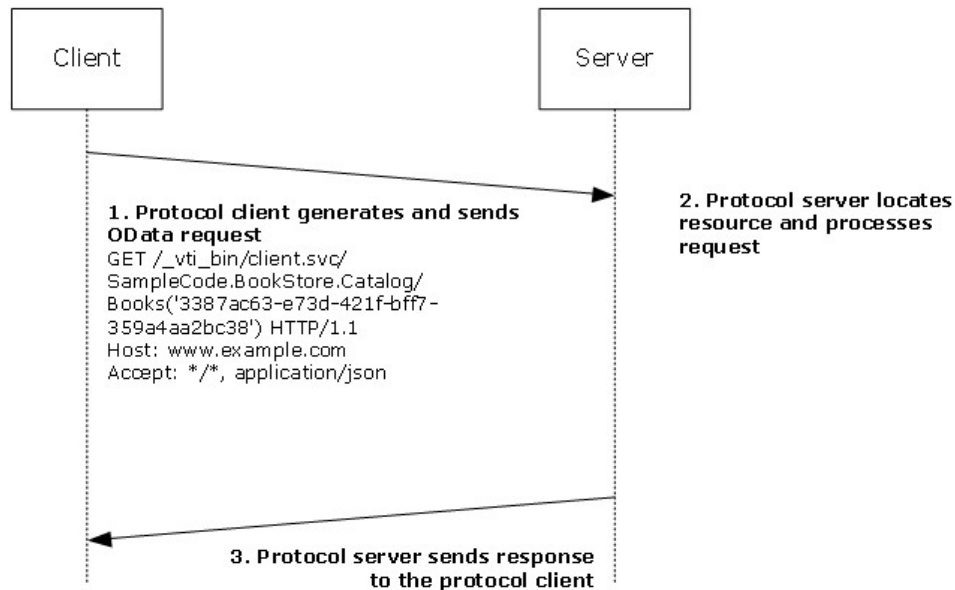 Client
Server
1. Protocol client generates and sends
OData request
GET /_vti_bin/client.svc/
SampleCode.BookStore.Catalog/
Books('3387ac63-e73d-421f-bff7-
359a4aa2bc38') HTTP/1.1
Host: www.example.com
Accept: */*, application/json
2. Protocol server locates
resource and processes
request
3. Protocol server sends response
to the protocol client